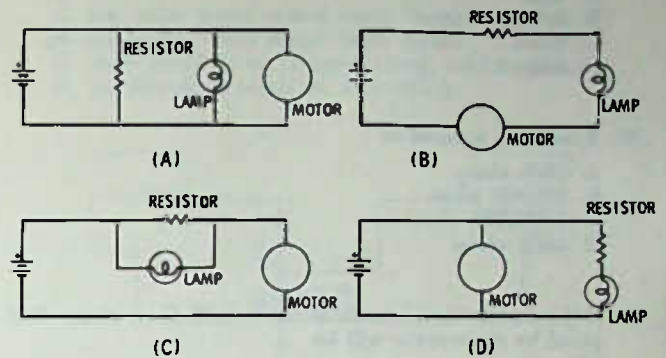 RESISTOR
LAMP
MOTOR
(A)
RESISTOR
LAMP
MOTOR
(B)
RESISTOR
LAMP
MOTOR
(C)
RESISTOR
MOTOR
LAMP
(D)